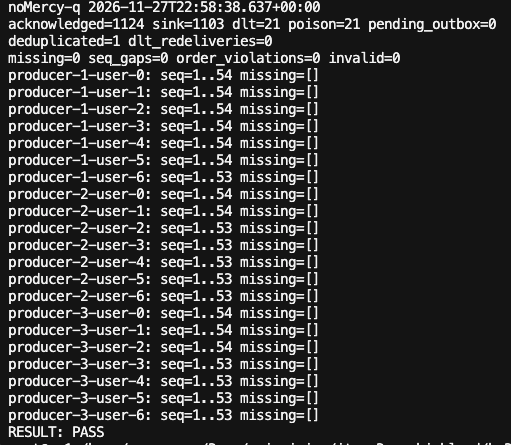 noMercy-q 2026-11-27T22:58:38.637+00:00
acknowledged=1124 sink=1103 dlt=21 poison=21 pending_outbox=0
deduplicated=1 dlt_redeliveries=0
missing=0 seq_gaps=0 order_violations=0 invalid=0
producer-1-user-0: seq=1..54 missing=[]
producer-1-user-1: seq=1..54 missing=[]
producer-1-user-2: seq=1..54 missing=[]
producer-1-user-3: seq=1..54 missing=[]
producer-1-user-4: seq=1..54 missing=[]
producer-1-user-5: seq=1..54 missing=[]
producer-1-user-6: seq=1..53 missing=[]
producer-2-user-0: seq=1..54 missing=[]
producer-2-user-1: seq=1..54 missing=[]
producer-2-user-2: seq=1..53 missing=[]
producer-2-user-3: seq=1..53 missing=[]
producer-2-user-4: seq=1..53 missing=[]
producer-2-user-5: seq=1..53 missing=[]
producer-2-user-6: seq=1..53 missing=[]
producer-3-user-0: seq=1..54 missing=[]
producer-3-user-1: seq=1..54 missing=[]
producer-3-user-2: seq=1..54 missing=[]
producer-3-user-3: seq=1..53 missing=[]
producer-3-user-4: seq=1..53 missing=[]
producer-3-user-5: seq=1..53 missing=[]
producer-3-user-6: seq=1..53 missing=[]
RESULT: PASS